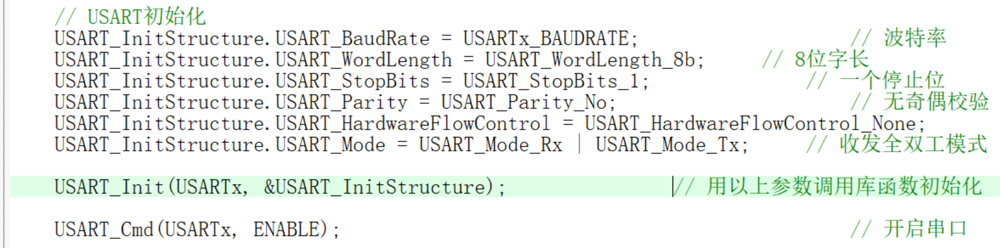 // USART初始化
USART_InitStructure.USART_BaudRate = USARTx_BAUDRATE; // 波特率
USART_InitStructure.USART_WordLength = USART_WordLength_8b; // 8位字长
USART_InitStructure.USART_StopBits = USART_StopBits_1; // 一个停止位
USART_InitStructure.USART_Parity = USART_Parity_No; // 无奇偶校验
USART_InitStructure.USART_HardwareFlowControl = USART_HardwareFlowControl_None;
USART_InitStructure.USART_Mode = USART_Mode_Rx | USART_Mode_Tx; // 收发全双工模式
USART_Init(USARTx, &USART_InitStructure); // 用以上参数调用库函数初始化
USART_Cmd(USARTx, ENABLE); // 开启串口